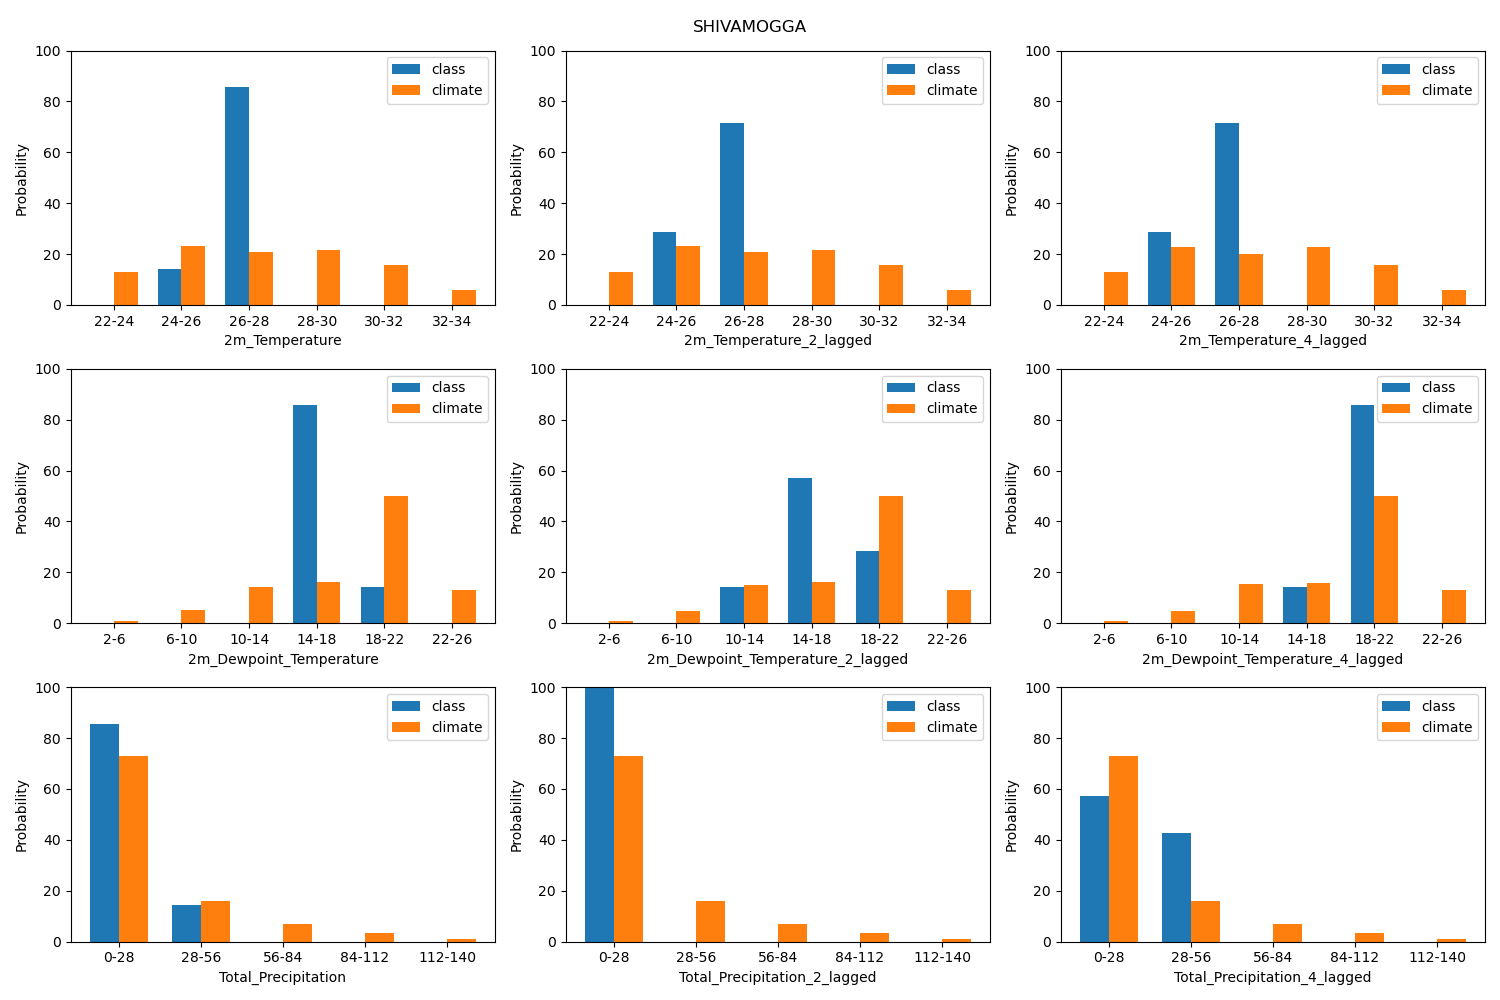 SHIVAMOGGA
100
80
60
40
20
0
Probability
class
climate
22-24 24-26 26-28 28-30 30-32 32-34
2m_Temperature
100
80
60
40
20
0
Probability
class
climate
22-24 24-26 26-28 28-30 30-32 32-34
2m_Temperature_2_lagged
100
80
60
40
20
0
Probability
class
climate
22-24 24-26 26-28 28-30 30-32 32-34
2m_Temperature_4_lagged
100
80
60
40
20
0
Probability
class
climate
2-6 6-10 10-14 14-18 18-22 22-26
2m_Dewpoint_Temperature
100
80
60
40
20
0
Probability
class
climate
2-6 6-10 10-14 14-18 18-22 22-26
2m_Dewpoint_Temperature_2_lagged
100
80
60
40
20
0
Probability
class
climate
2-6 6-10 10-14 14-18 18-22 22-26
2m_Dewpoint_Temperature_4_lagged
100
80
60
40
20
0
Probability
class
climate
0-28 28-56 56-84 84-112 112-140
Total_Precipitation
100
80
60
40
20
0
Probability
class
climate
0-28 28-56 56-84 84-112 112-140
Total_Precipitation_2_lagged
100
80
60
40
20
0
Probability
class
climate
0-28 28-56 56-84 84-112 112-140
Total_Precipitation_4_lagged